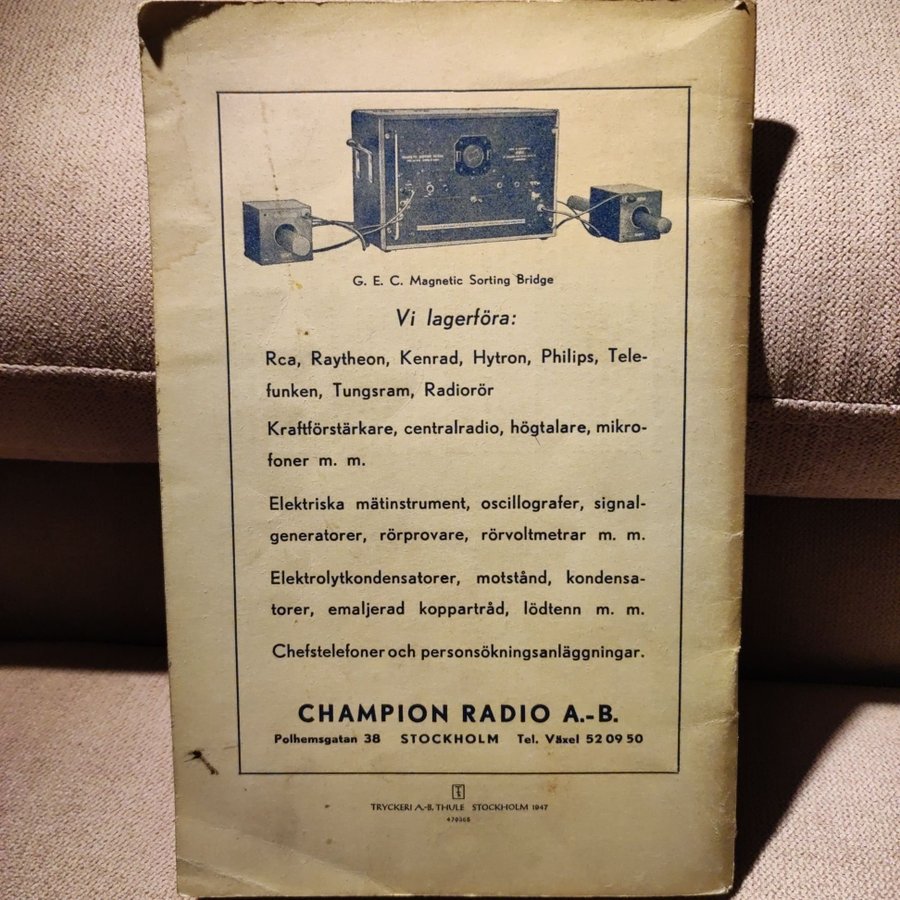 G. E. C. Magnetic Sorting Bridge
Vi lagerföra:
Rca, Raytheon, Kenrad, Hytron, Philips, Tele-
funken, Tungsram, Radiorör
Kraftförstärkare, centralradio, högtalare, mikro-
foner m. m.
Elektriska mätinstrument, oscillografer, signal-
generatorer, rörprovare, rörvoltmetrar m. m.
Elektrolytkondensatorer, motstånd, kondensa-
torer, emaljerad koppartråd, lödtenn m. m.
Chefstelefoner och personsökningsanläggningar.
CHAMPION RADIO A.-B.
Polhemsgatan 38 STOCKHOLM Tel. Växel 52 09 50
TRYCKERI A.-B. THULE STOCKHOLM 1947